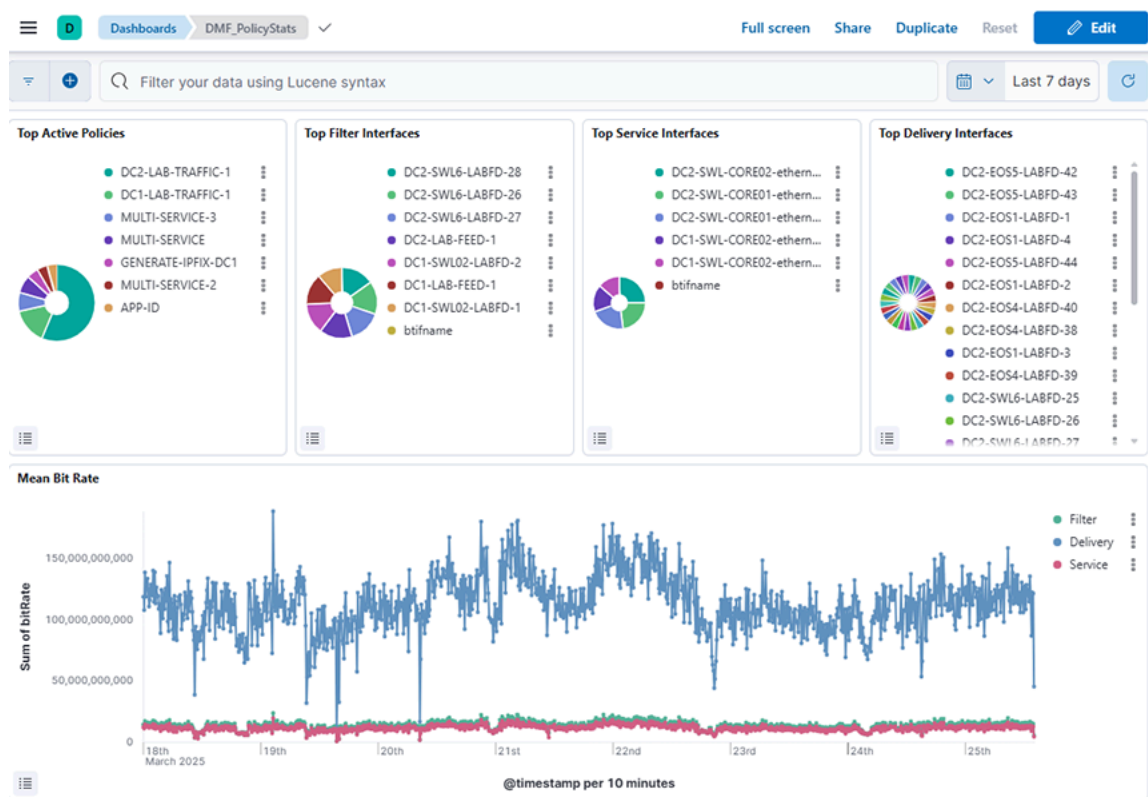 D Dashboards DMF_PolicyStats Full screen Share Duplicate Reset Edit
Filter your data using Lucene syntax Last 7 days
Top Active Policies
DC2-LAB-TRAFFIC-1
DC1-LAB-TRAFFIC-1
MULTI-SERVICE-3
MULTI-SERVICE
GENERATE-IPFIX-DC1
MULTI-SERVICE-2
APP-ID
Top Filter Interfaces
DC2-SWL6-LABFD-28
DC2-SWL6-LABFD-26
DC2-SWL6-LABFD-27
DC2-LAB-FEED-1
DC1-SWL02-LABFD-2
DC1-LAB-FEED-1
DC1-SWL02-LABFD-1
btifname
Top Service Interfaces
DC2-SWL-CORE02-ethern...
DC2-SWL-CORE01-ethern...
DC2-SWL-CORE01-ethern...
DC1-SWL-CORE02-ethern...
DC1-SWL-CORE02-ethern...
btifname
Top Delivery Interfaces
DC2-EOS5-LABFD-42
DC2-EOS5-LABFD-43
DC2-EOS1-LABFD-1
DC2-EOS1-LABFD-4
DC2-EOS5-LABFD-44
DC2-EOS1-LABFD-2
DC2-EOS4-LABFD-40
DC2-EOS4-LABFD-38
DC2-EOS1-LABFD-3
DC2-EOS4-LABFD-39
DC2-SWL6-LABFD-25
DC2-SWL6-LABFD-26
DC2-SWL6-LABFD-27
Mean Bit Rate
Sum of bitRate
150,000,000,000
100,000,000,000
50,000,000,000
0
18th 19th 20th 21st 22nd 23rd 24th 25th
March 2025
@timestamp per 10 minutes
Filter
Delivery
Service